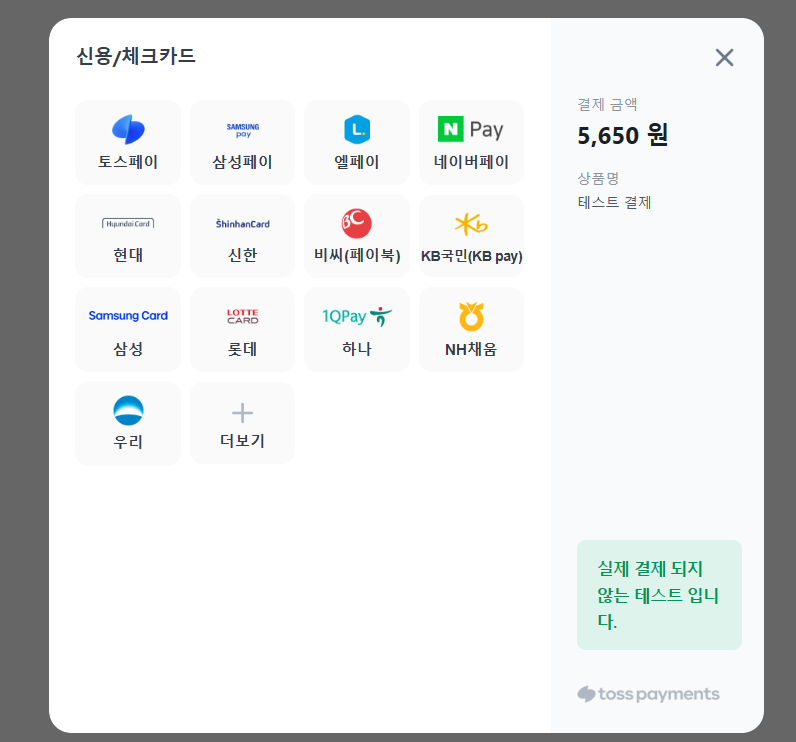 신용/체크카드
토스페이
SAMSUNG
pay
삼성페이
L.
엘페이
N Pay
네이버페이
Hyundai Card
현대
ShinhanCard
신한
BC
비씨(페이북)
Kb
KB국민(KB pay)
Samsung Card
삼성
LOTTE
CARD
롯데
1QPay
하나
NH채움
우리
더보기
결제 금액
5,650 원
상품명
테스트 결제
실제 결제 되지
않는 테스트 입니
다.
toss payments